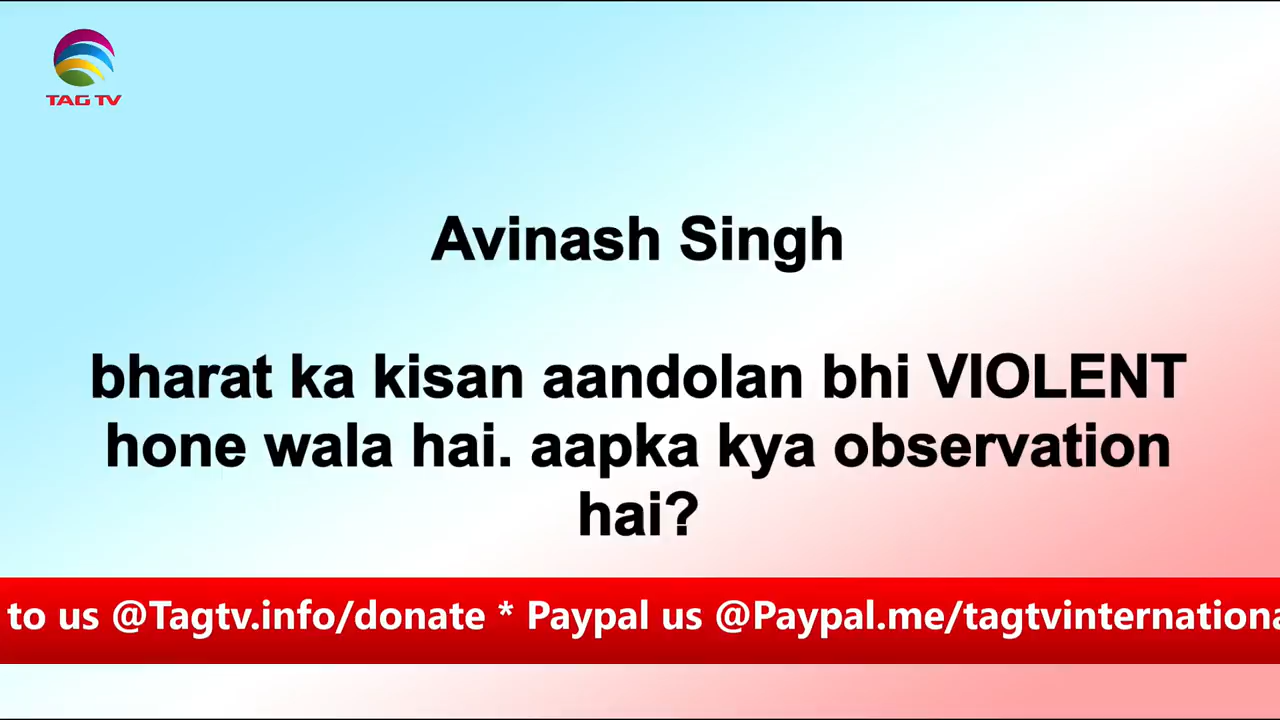 TAG TV
Avinash Singh
bharat ka kisan aandolan bhi VIOLENT
hone wala hai. aapka kya observation
hai?
to us @Tagtv.info/donate * Paypal us @Paypal.me/tagtvinternationa